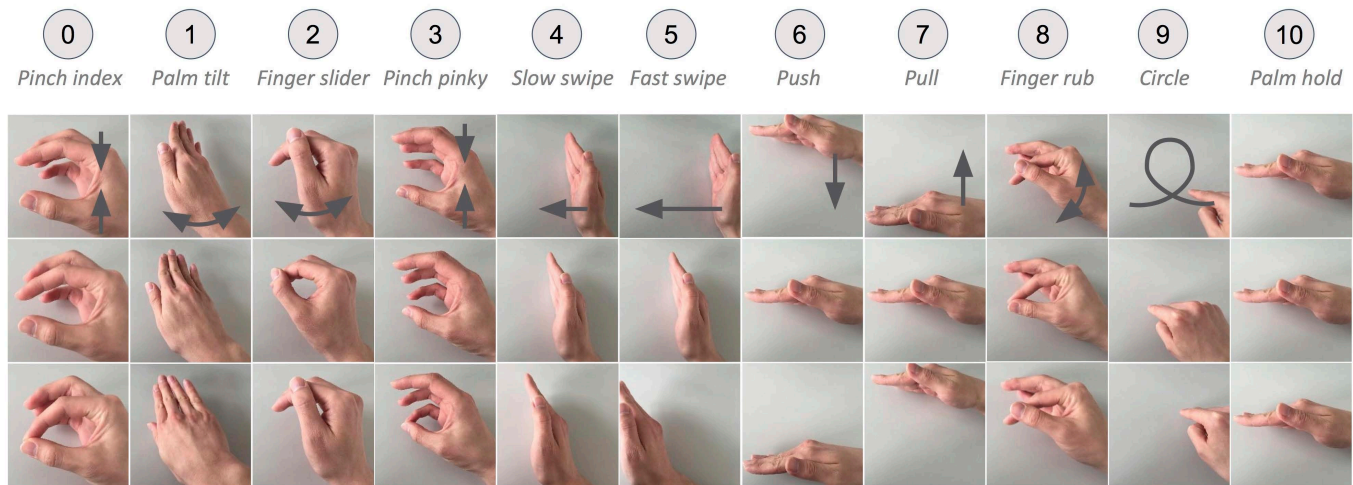 0 1 2 3 4 5 6 7 8 9 10
Pinch index Palm tilt Finger slider Pinch pinky Slow swipe Fast swipe Push Pull Finger rub Circle Palm hold